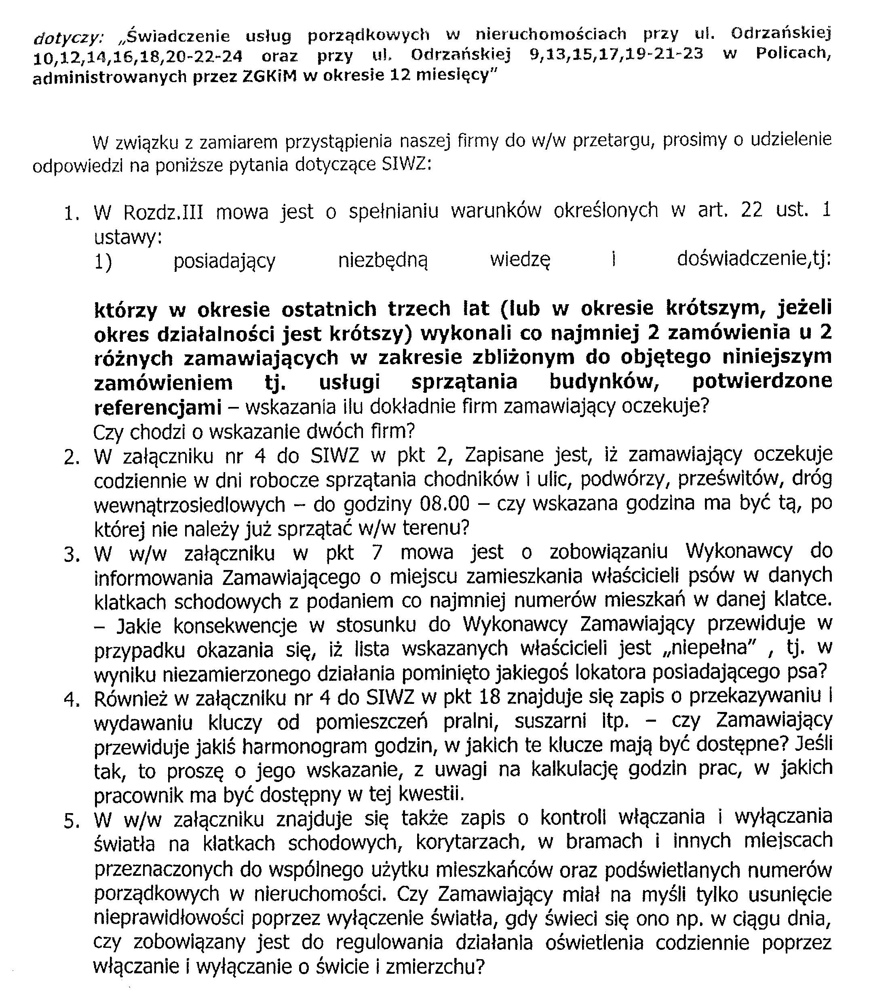 dotyczy: „Świadczenie usług porządkowych w nieruchomościach przy ul. Odrzańskiej
10,12,14,16,18,20-22-24 oraz przy ul. Odrzańskiej 9,13,15,17,19-21-23 w Policach,
administrowanych przez ZGKiM w okresie 12 miesięcy"
W związku z zamiarem przystąpienia naszej firmy do w/w przetargu, prosimy o udzielenie
odpowiedzi na poniższe pytania dotyczące SIWZ:
1. W Rozdz.III mowa jest o spełnianiu warunków określonych w art. 22 ust. 1
ustawy:
1) posiadający niezbędną wiedzę i doświadczenie,tj:
którzy w okresie ostatnich trzech lat (lub w okresie krótszym, jeżeli
okres działalności jest krótszy) wykonali co najmniej 2 zamówienia u 2
różnych zamawiających w zakresie zbliżonym do objętego niniejszym
zamówieniem tj. usługi sprzątania budynków, potwierdzone
referencjami – wskazania ilu dokładnie firm zamawiający oczekuje?
Czy chodzi o wskazanie dwóch firm?
2. W załączniku nr 4 do SIWZ w pkt 2, Zapisane jest, iż zamawiający oczekuje
codziennie w dni robocze sprzątania chodników i ulic, podwórzy, prześwitów, dróg
wewnątrzosiedlowych – do godziny 08.00 – czy wskazana godzina ma być tą, po
której nie należy już sprzątać w/w terenu?
3. W w/w załączniku w pkt 7 mowa jest o zobowiązaniu Wykonawcy do
informowania Zamawiającego o miejscu zamieszkania właścicieli psów w danych
klatkach schodowych z podaniem co najmniej numerów mieszkań w danej klatce.
– Jakie konsekwencje w stosunku do Wykonawcy Zamawiający przewiduje w
przypadku okazania się, iż lista wskazanych właścicieli jest „niepełna" , tj. w
wyniku niezamierzonego działania pominięto jakiegoś lokatora posiadającego psa?
4. Również w załączniku nr 4 do SIWZ w pkt 18 znajduje się zapis o przekazywaniu i
wydawaniu kluczy od pomieszczeń pralni, suszarni itp. – czy Zamawiający
przewiduje jakiś harmonogram godzin, w jakich te klucze mają być dostępne? Jeśli
tak, to proszę o jego wskazanie, z uwagi na kalkulację godzin prac, w jakich
pracownik ma być dostępny w tej kwestii.
5. W w/w załączniku znajduje się także zapis o kontroli włączania i wyłączania
światła na klatkach schodowych, korytarzach, w bramach i innych miejscach
przeznaczonych do wspólnego użytku mieszkańców oraz podświetlanych numerów
porządkowych w nieruchomości. Czy Zamawiający miał na myśli tylko usunięcie
nieprawidłowości poprzez wyłączenie światła, gdy świeci się ono np. w ciągu dnia,
czy zobowiązany jest do regulowania działania oświetlenia codziennie poprzez
włączanie i wyłączanie o świcie i zmierzchu?